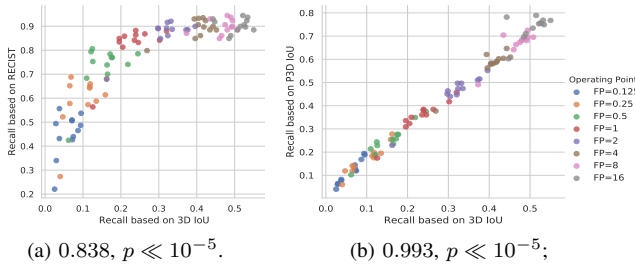 Recall based on RECIST
0.9
0.8
0.7
0.6
0.5
0.4
0.3
0.2
0.0 0.1 0.2 0.3 0.4 0.5
Recall based on 3D IoU
(a) 0.838, p ≪ 10⁻⁵.
Recall based on P3D IoU
0.8
0.7
0.6
0.5
0.4
0.3
0.2
0.1
0.0
0.0 0.1 0.2 0.3 0.4 0.5
Recall based on 3D IoU
(b) 0.993, p ≪ 10⁻⁵;
Operating Point
FP=0.125
FP=0.25
FP=0.5
FP=1
FP=2
FP=4
FP=8
FP=16